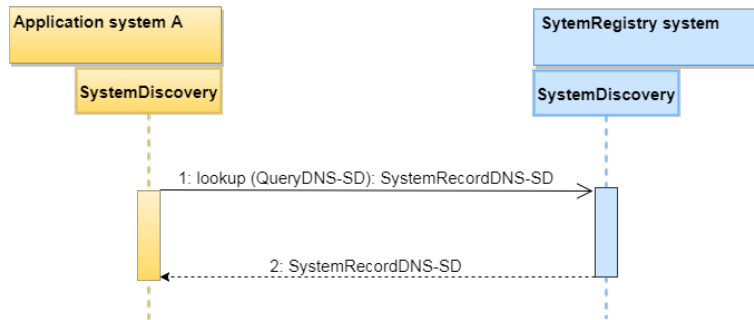 Application system A
SytemRegistry system
SystemDiscovery
SystemDiscovery
1: lookup (QueryDNS-SD): SystemRecordDNS-SD
2: SystemRecordDNS-SD